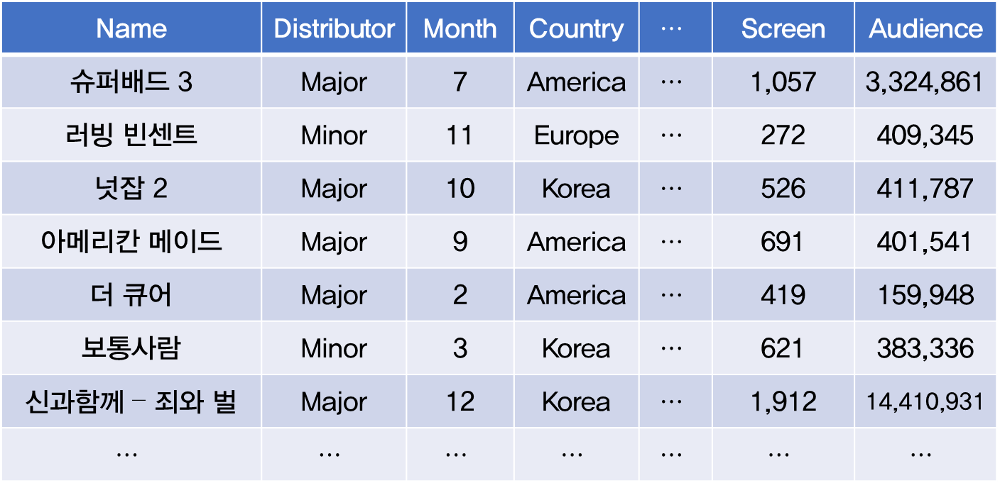 Name Distributor Month Country ⋯ Screen Audience
슈퍼배드 3 Major 7 America ⋯ 1,057 3,324,861
러빙 빈센트 Minor 11 Europe ⋯ 272 409,345
넛잡 2 Major 10 Korea ⋯ 526 411,787
아메리칸 메이드 Major 9 America ⋯ 691 401,541
더 큐어 Major 2 America ⋯ 419 159,948
보통사람 Minor 3 Korea ⋯ 621 383,336
신과함께 – 죄와 벌 Major 12 Korea ⋯ 1,912 14,410,931
⋯ ⋯ ⋯ ⋯ ⋯ ⋯ ⋯